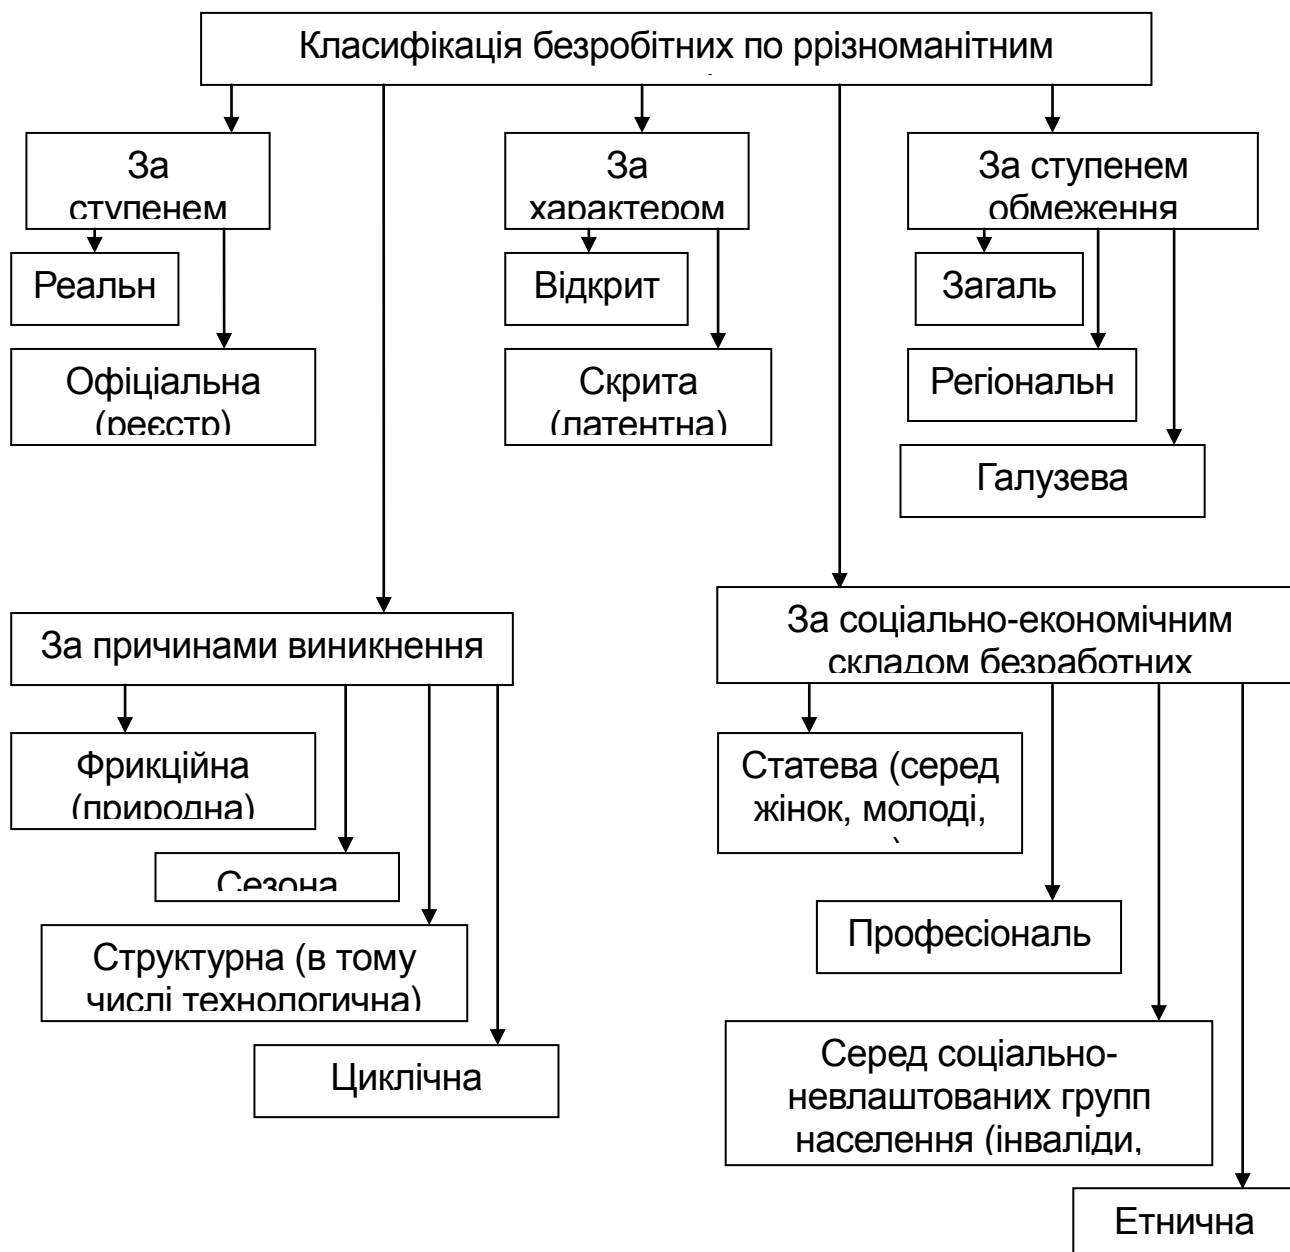 Класифікація безробітних по ррізноманітним
За
ступенем
За
характером
За ступенем
обмеження
Реальн
Відкрит
Загаль
Офіціальна
(реєстр)
Скрита
(латентна)
Регіональн
Галузева
За причинами виникнення
За соціально-економічним
складом безработних
Фрикційна
(природна)
Статева (серед
жінок, молоді,
Сезона
Професіональ
Структурна (в тому
числі технологична)
Серед соціально-
невлаштованих групп
населення (інваліди,
Циклічна
Етнична